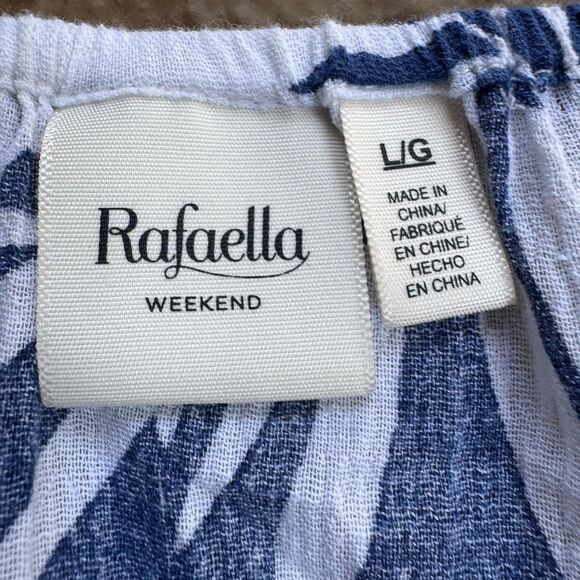 Rafaella
WEEKEND
L/G
MADE IN
CHINA/
FABRIQUÉ
EN CHINE/
HECHO
EN CHINA